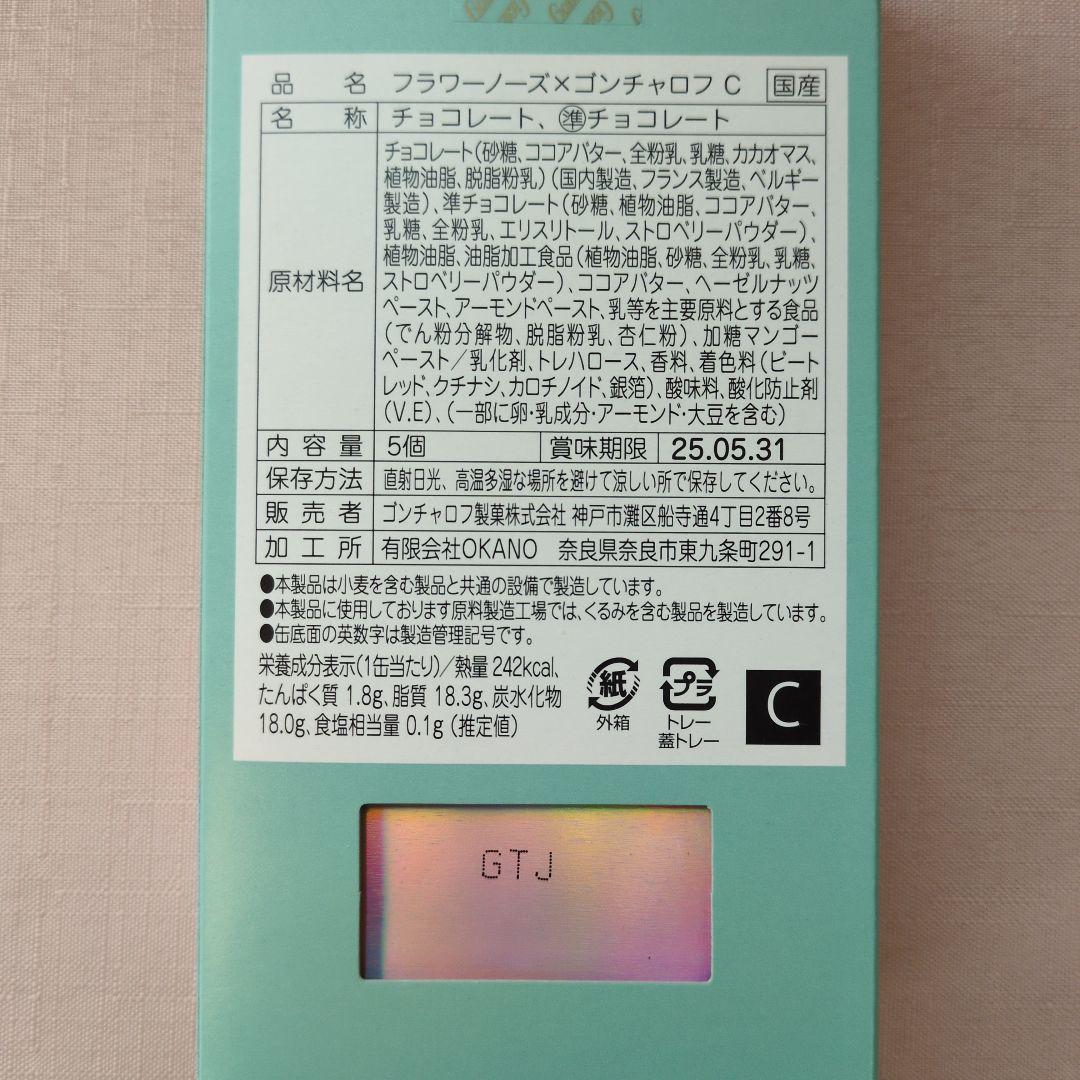 品名 フラワーノーズ×ゴンチャロフ C 国産
名称 チョコレート、㊝チョコレート
原材料名
チョコレート(砂糖、ココアバター、全粉乳、乳糖、カカオマス、
植物油脂、脱脂粉乳)(国内製造、フランス製造、ベルギー
製造)、準チョコレート(砂糖、植物油脂、ココアバター、
乳糖、全粉乳、エリスリトール、ストロベリーパウダー)、
植物油脂、油脂加工食品(植物油脂、砂糖、全粉乳、乳糖、
ストロベリーパウダー)、ココアバター、ヘーゼルナッツ
ペースト、アーモンドペースト、乳等を主要原料とする食品
(でん粉分解物、脱脂粉乳、杏仁粉)、加糖マンゴー
ペースト/乳化剤、トレハロース、香料、着色料(ビート
レッド、クチナシ、カロチノイド、銀箔)、酸味料、酸化防止剤
(V.E)、(一部に卵・乳成分・アーモンド・大豆を含む)
内容量 5個 賞味期限 25.05.31
保存方法 直射日光、高温多湿な場所を避けて涼しい所で保存してください。
販売者 ゴンチャロフ製菓株式会社 神戸市灘区船寺通4丁目2番8号
加工所 有限会社OKANO 奈良県奈良市東九条町291-1
●本製品は小麦を含む製品と共通の設備で製造しています。
●本製品に使用しております原料製造工場では、くるみを含む製品を製造しています。
●缶底面の英数字は製造管理記号です。
栄養成分表示(1缶当たり)/熱量 242kcal、
たんぱく質 1.8g、脂質 18.3g、炭水化物
18.0g、食塩相当量 0.1g (推定値)
紙
外箱
プラ
トレー
蓋トレー
C
GTJ